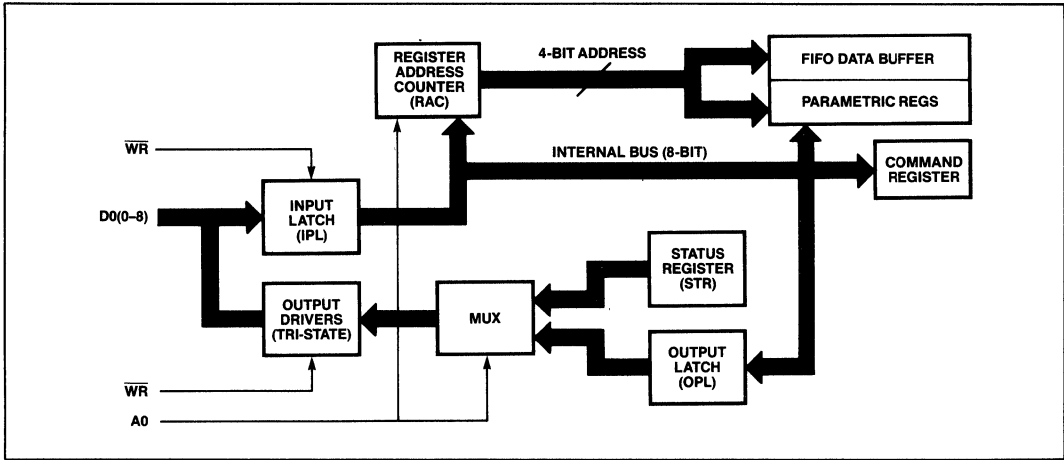 REGISTER
ADDRESS
COUNTER
(RAC)
4-BIT ADDRESS
FIFO DATA BUFFER
PARAMETRIC REGS
WR
INTERNAL BUS (8-BIT)
COMMAND
REGISTER
D0(0–8)
INPUT
LATCH
(IPL)
STATUS
REGISTER
(STR)
OUTPUT
DRIVERS
(TRI-STATE)
MUX
OUTPUT
LATCH
(OPL)
WR
A0